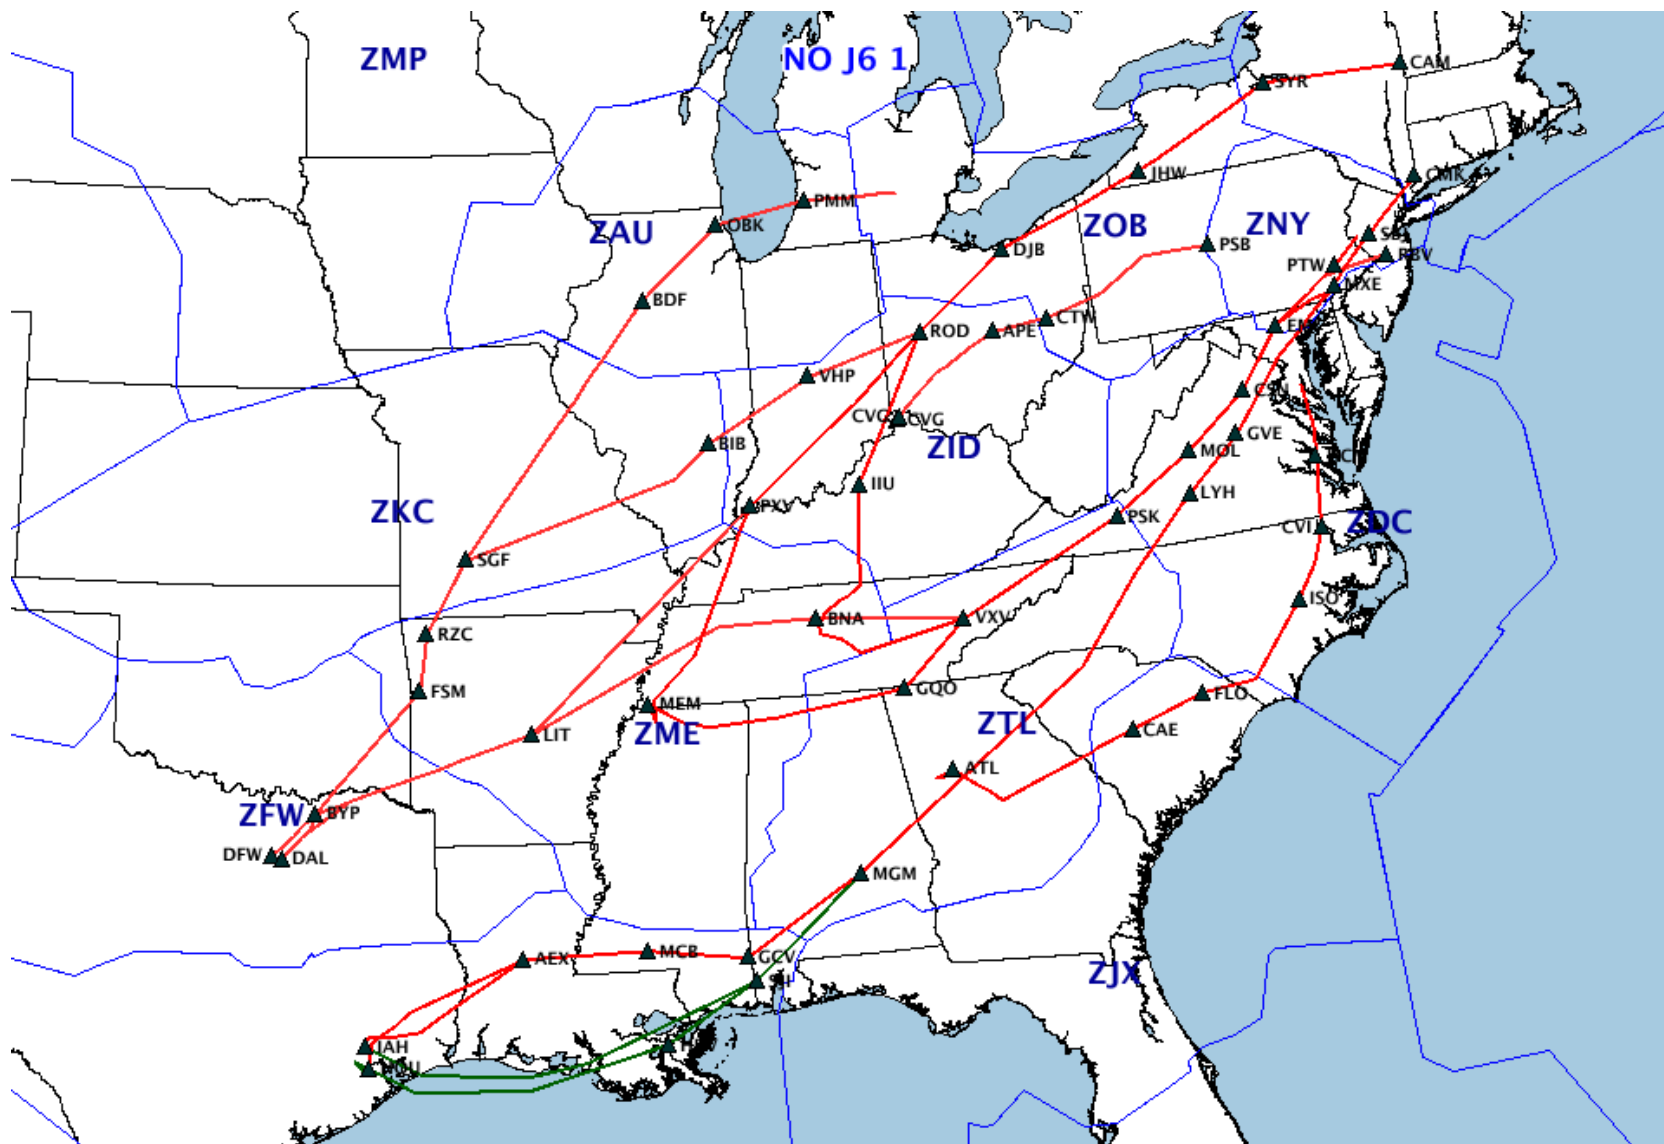 ZMP
NO J6 1
CAM
SYR
JHW
CMK
PMM
OBK
ZAU
ZOB
ZNY
DJB
PSB
RBV
PTW
MXE
BDF
ROD
APE
CTW
VHP
CSN
CVG
CVG
GVE
BIB
ZID
MOL
IIU
LYH
ZKC
PXV
PSK
CVI
ZDC
SGF
ISO
RZC
BNA
VXV
FSM
GQO
FLO
MEM
ZTL
ZME
LIT
CAE
ATL
ZFW
BYP
DFW
DAL
MGM
AEX
MCB
GCV
SJI
ZJX
IAH
HOU